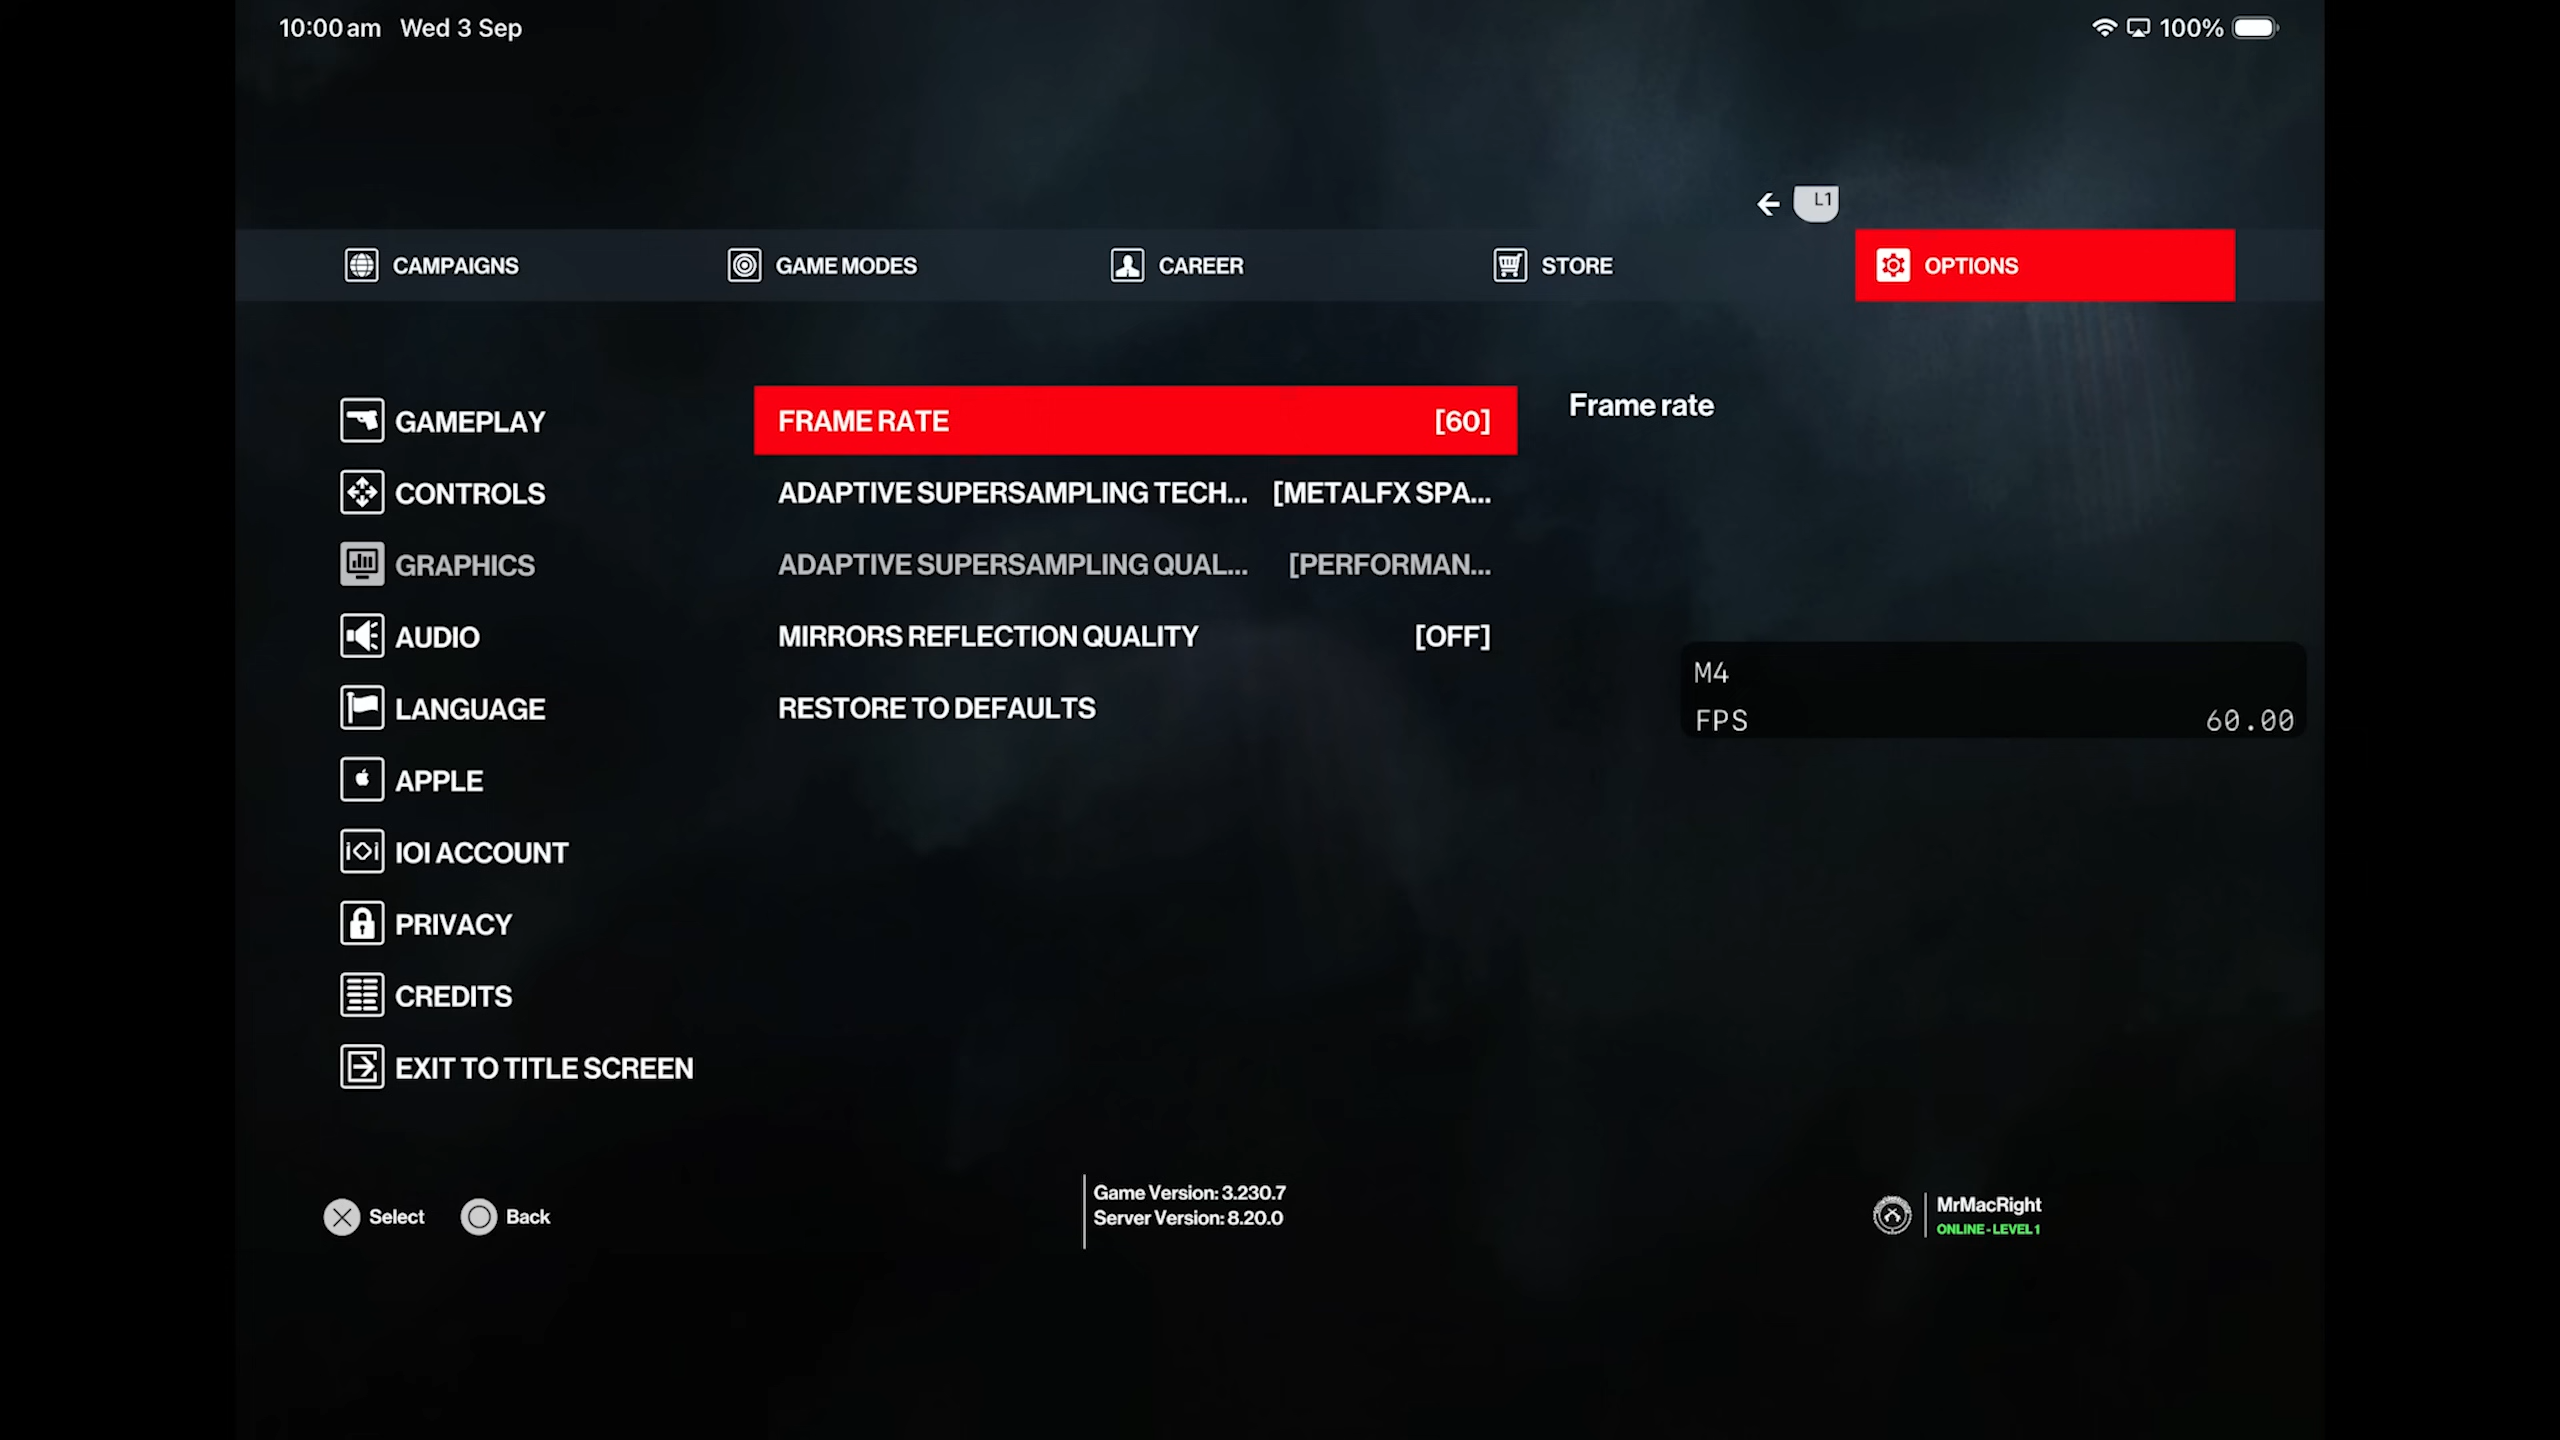 10:00 am Wed 3 Sep
100%
L1
CAMPAIGNS
GAME MODES
CAREER
STORE
OPTIONS
GAMEPLAY
CONTROLS
GRAPHICS
AUDIO
LANGUAGE
APPLE
IOI ACCOUNT
PRIVACY
CREDITS
EXIT TO TITLE SCREEN
FRAME RATE [60]
ADAPTIVE SUPERSAMPLING TECH... [METALFX SPA...
ADAPTIVE SUPERSAMPLING QUAL... [PERFORMAN...
MIRRORS REFLECTION QUALITY [OFF]
RESTORE TO DEFAULTS
Frame rate
M4
FPS 60.00
Select
Back
Game Version: 3.230.7
Server Version: 8.20.0
MrMacRight
ONLINE - LEVEL 1